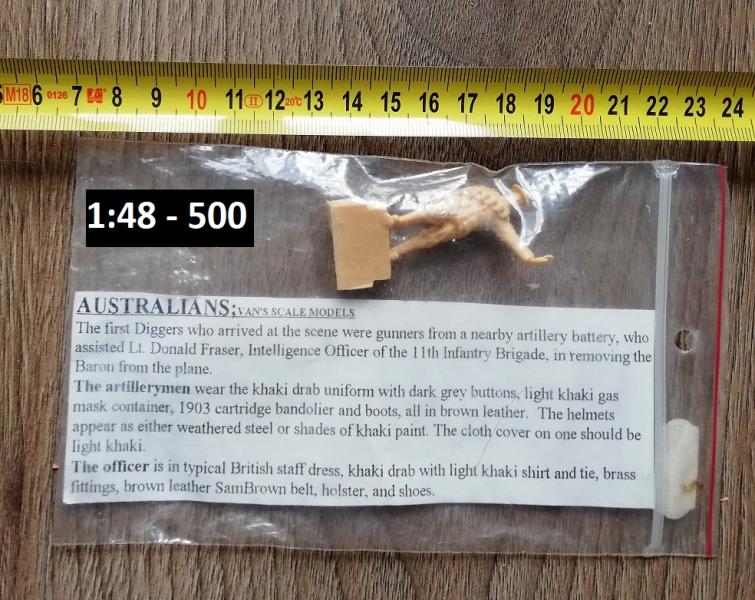 M18 6 0126 7 8 9 10 11 II 12 20°C 13 14 15 16 17 18 19 20 21 22 23 24
1:48 - 500
AUSTRALIANS; VAN'S SCALE MODELS
The first Diggers who arrived at the scene were gunners from a nearby artillery battery, who
assisted Lt. Donald Fraser, Intelligence Officer of the 11th Infantry Brigade, in removing the
Baron from the plane.
The artillerymen wear the khaki drab uniform with dark grey buttons, light khaki gas
mask container, 1903 cartridge bandolier and boots, all in brown leather. The helmets
appear as either weathered steel or shades of khaki paint. The cloth cover on one should be
light khaki.
The officer is in typical British staff dress, khaki drab with light khaki shirt and tie, brass
fittings, brown leather SamBrown belt, holster, and shoes.